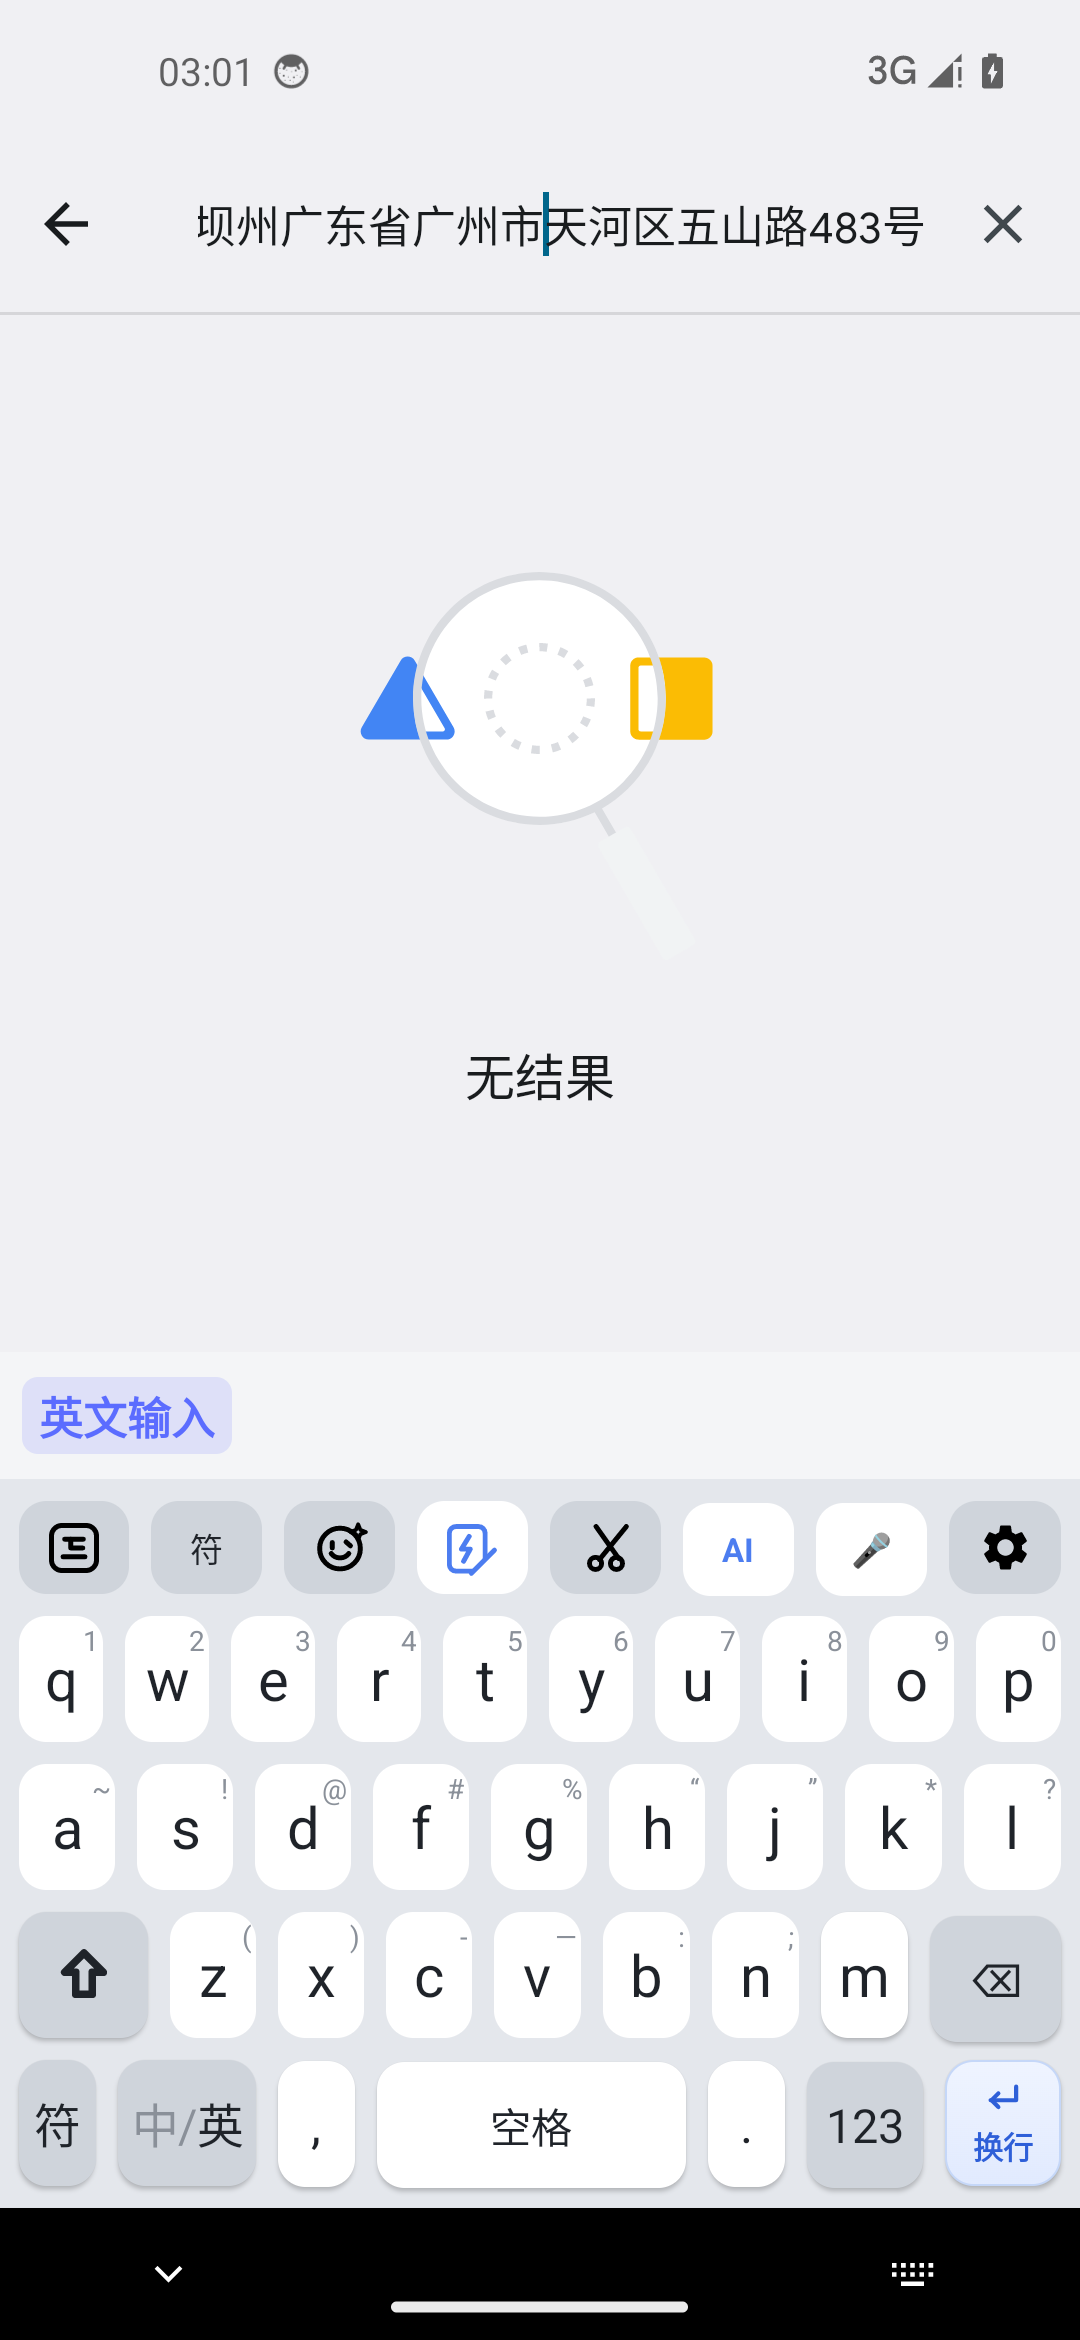 03:01
3G
坝州广东省广州市天河区五山路483号
无结果
英文输入
符
AI
1 2 3 4 5 6 7 8 9 0
q w e r t y u i o p
~ ! @ # % “ ” * ?
a s d f g h j k l
( ) - — : ;
z x c v b n m
符 中/英 , 空格 . 123 换行